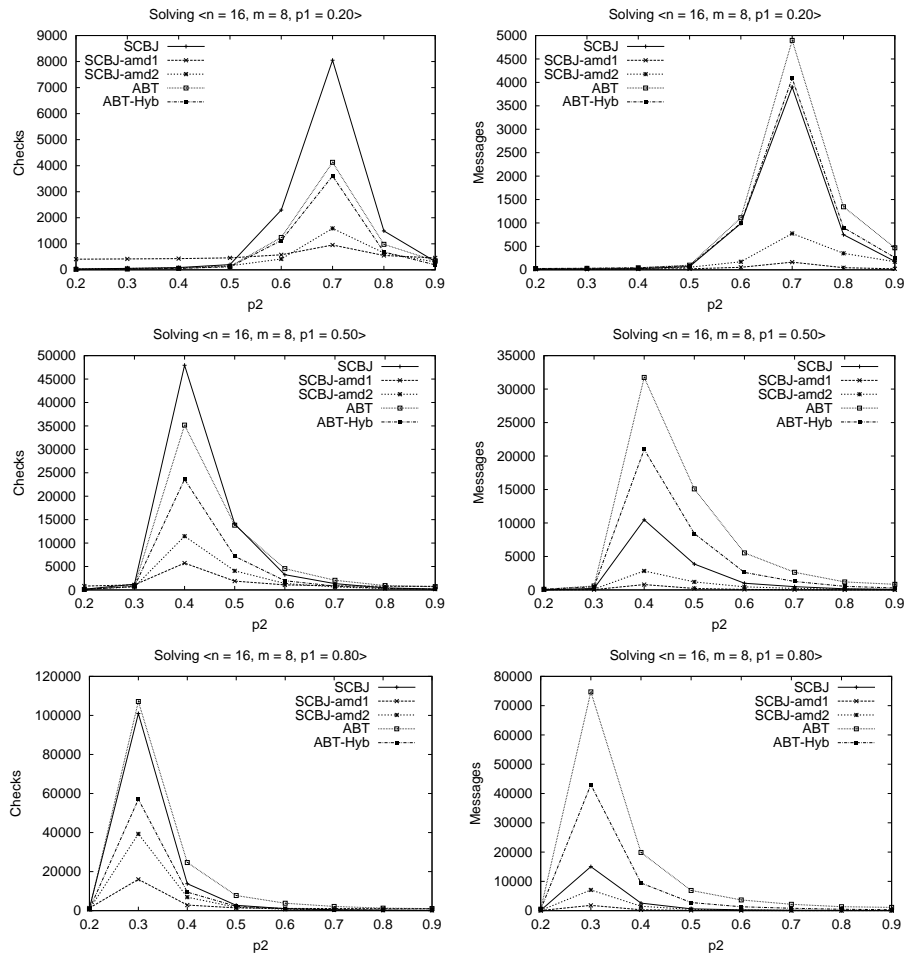 Solving <n = 16, m = 8, p1 = 0.20>
Checks
9000
8000
7000
6000
5000
4000
3000
2000
1000
0
SCBJ
SCBJ-amd1
SCBJ-amd2
ABT
ABT-Hyb
0.2 0.3 0.4 0.5 0.6 0.7 0.8 0.9
p2
Solving <n = 16, m = 8, p1 = 0.20>
Messages
5000
4500
4000
3500
3000
2500
2000
1500
1000
500
0
SCBJ
SCBJ-amd1
SCBJ-amd2
ABT
ABT-Hyb
0.2 0.3 0.4 0.5 0.6 0.7 0.8 0.9
p2
Solving <n = 16, m = 8, p1 = 0.50>
Checks
50000
45000
40000
35000
30000
25000
20000
15000
10000
5000
0
SCBJ
SCBJ-amd1
SCBJ-amd2
ABT
ABT-Hyb
0.2 0.3 0.4 0.5 0.6 0.7 0.8 0.9
p2
Solving <n = 16, m = 8, p1 = 0.50>
Messages
35000
30000
25000
20000
15000
10000
5000
0
SCBJ
SCBJ-amd1
SCBJ-amd2
ABT
ABT-Hyb
0.2 0.3 0.4 0.5 0.6 0.7 0.8 0.9
p2
Solving <n = 16, m = 8, p1 = 0.80>
Checks
120000
100000
80000
60000
40000
20000
0
SCBJ
SCBJ-amd1
SCBJ-amd2
ABT
ABT-Hyb
0.2 0.3 0.4 0.5 0.6 0.7 0.8 0.9
p2
Solving <n = 16, m = 8, p1 = 0.80>
Messages
80000
70000
60000
50000
40000
30000
20000
10000
0
SCBJ
SCBJ-amd1
SCBJ-amd2
ABT
ABT-Hyb
0.2 0.3 0.4 0.5 0.6 0.7 0.8 0.9
p2